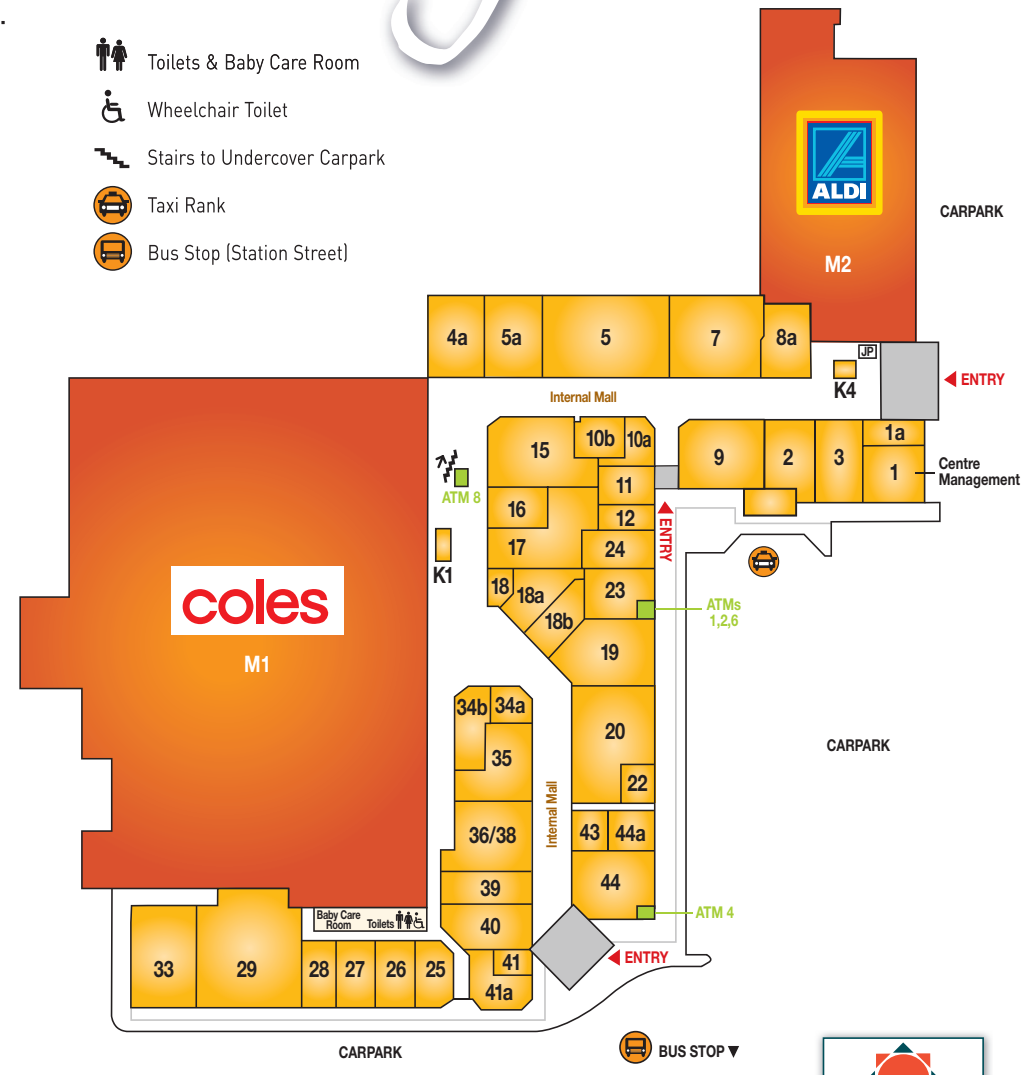 .
Toilets & Baby Care Room
Wheelchair Toilet
Stairs to Undercover Carpark
Taxi Rank
Bus Stop (Station Street)
ALDI
M2
CARPARK
4a
5a
5
7
8a
JP
K4
ENTRY
Internal Mall
15
10b
10a
9
2
3
1a
1
Centre
Management
11
ATM 8
16
12
ENTRY
17
24
K1
18
18a
18b
23
ATMs
1,2,6
coles
M1
19
34b
34a
20
35
22
CARPARK
Internal Mall
36/38
43
44a
39
44
40
ATM 4
Baby Care
Room
Toilets
ENTRY
41
41a
33
29
28
27
26
25
CARPARK
BUS STOP ▼